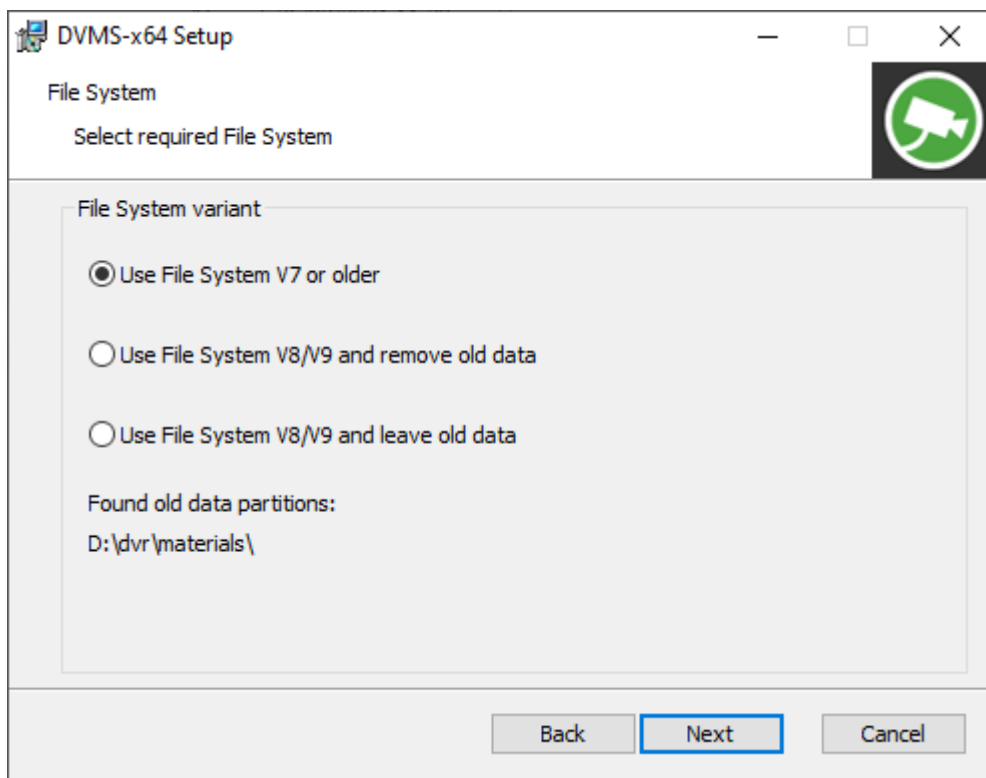 DVMS-x64 Setup
File System
Select required File System
File System variant
Use File System V7 or older
Use File System V8/V9 and remove old data
Use File System V8/V9 and leave old data
Found old data partitions:
D:\dvr\materials\
Back Next Cancel